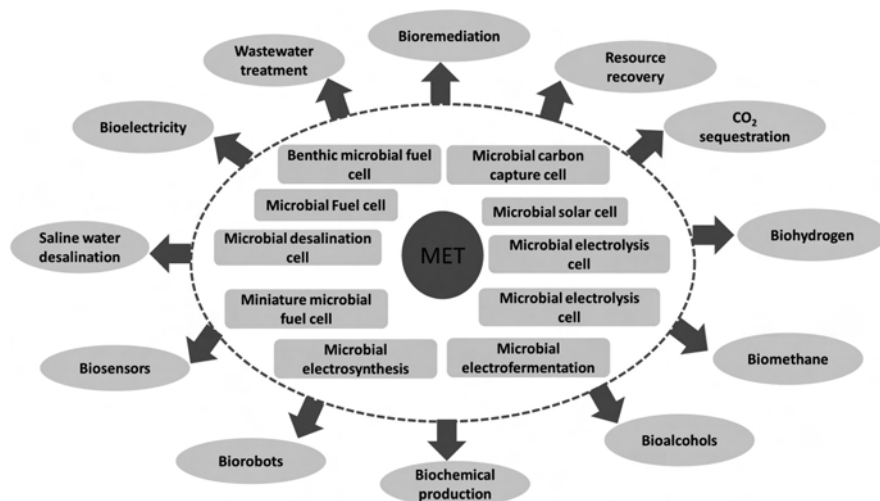 Bioremediation
Wastewater
treatment
Resource
recovery
CO₂
sequestration
Bioelectricity
Benthic microbial fuel
cell
Microbial carbon
capture cell
Microbial Fuel cell
Microbial solar cell
Saline water
desalination
Microbial desalination
cell
MET
Microbial electrolysis
cell
Biohydrogen
Miniature microbial
fuel cell
Microbial electrolysis
cell
Biosensors
Microbial
electrosynthesis
Microbial
electrofermentation
Biomethane
Biorobots
Biochemical
production
Bioalcohols